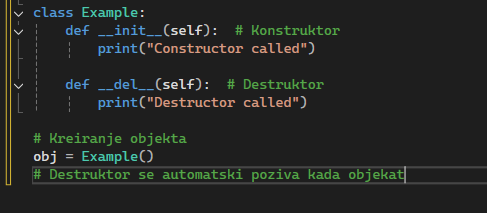 class Example:
    def __init__(self):  # Konstruktor
        print("Constructor called")

    def __del__(self):  # Destruktor
        print("Destructor called")

# Kreiranje objekta
obj = Example()
# Destruktor se automatski poziva kada objekat